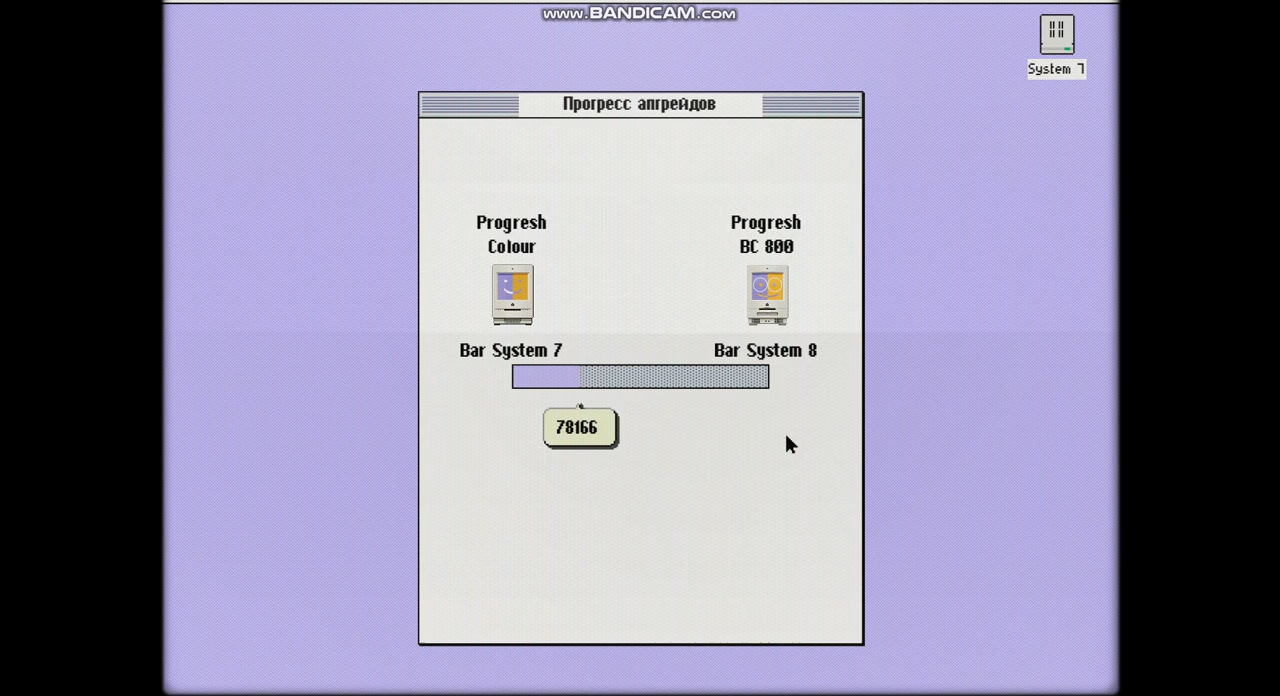 www.BANDICAM.com
System 7
Прогресс апгрейдов
Progresh
Colour
Progresh
BC 800
Bar System 7
Bar System 8
78166